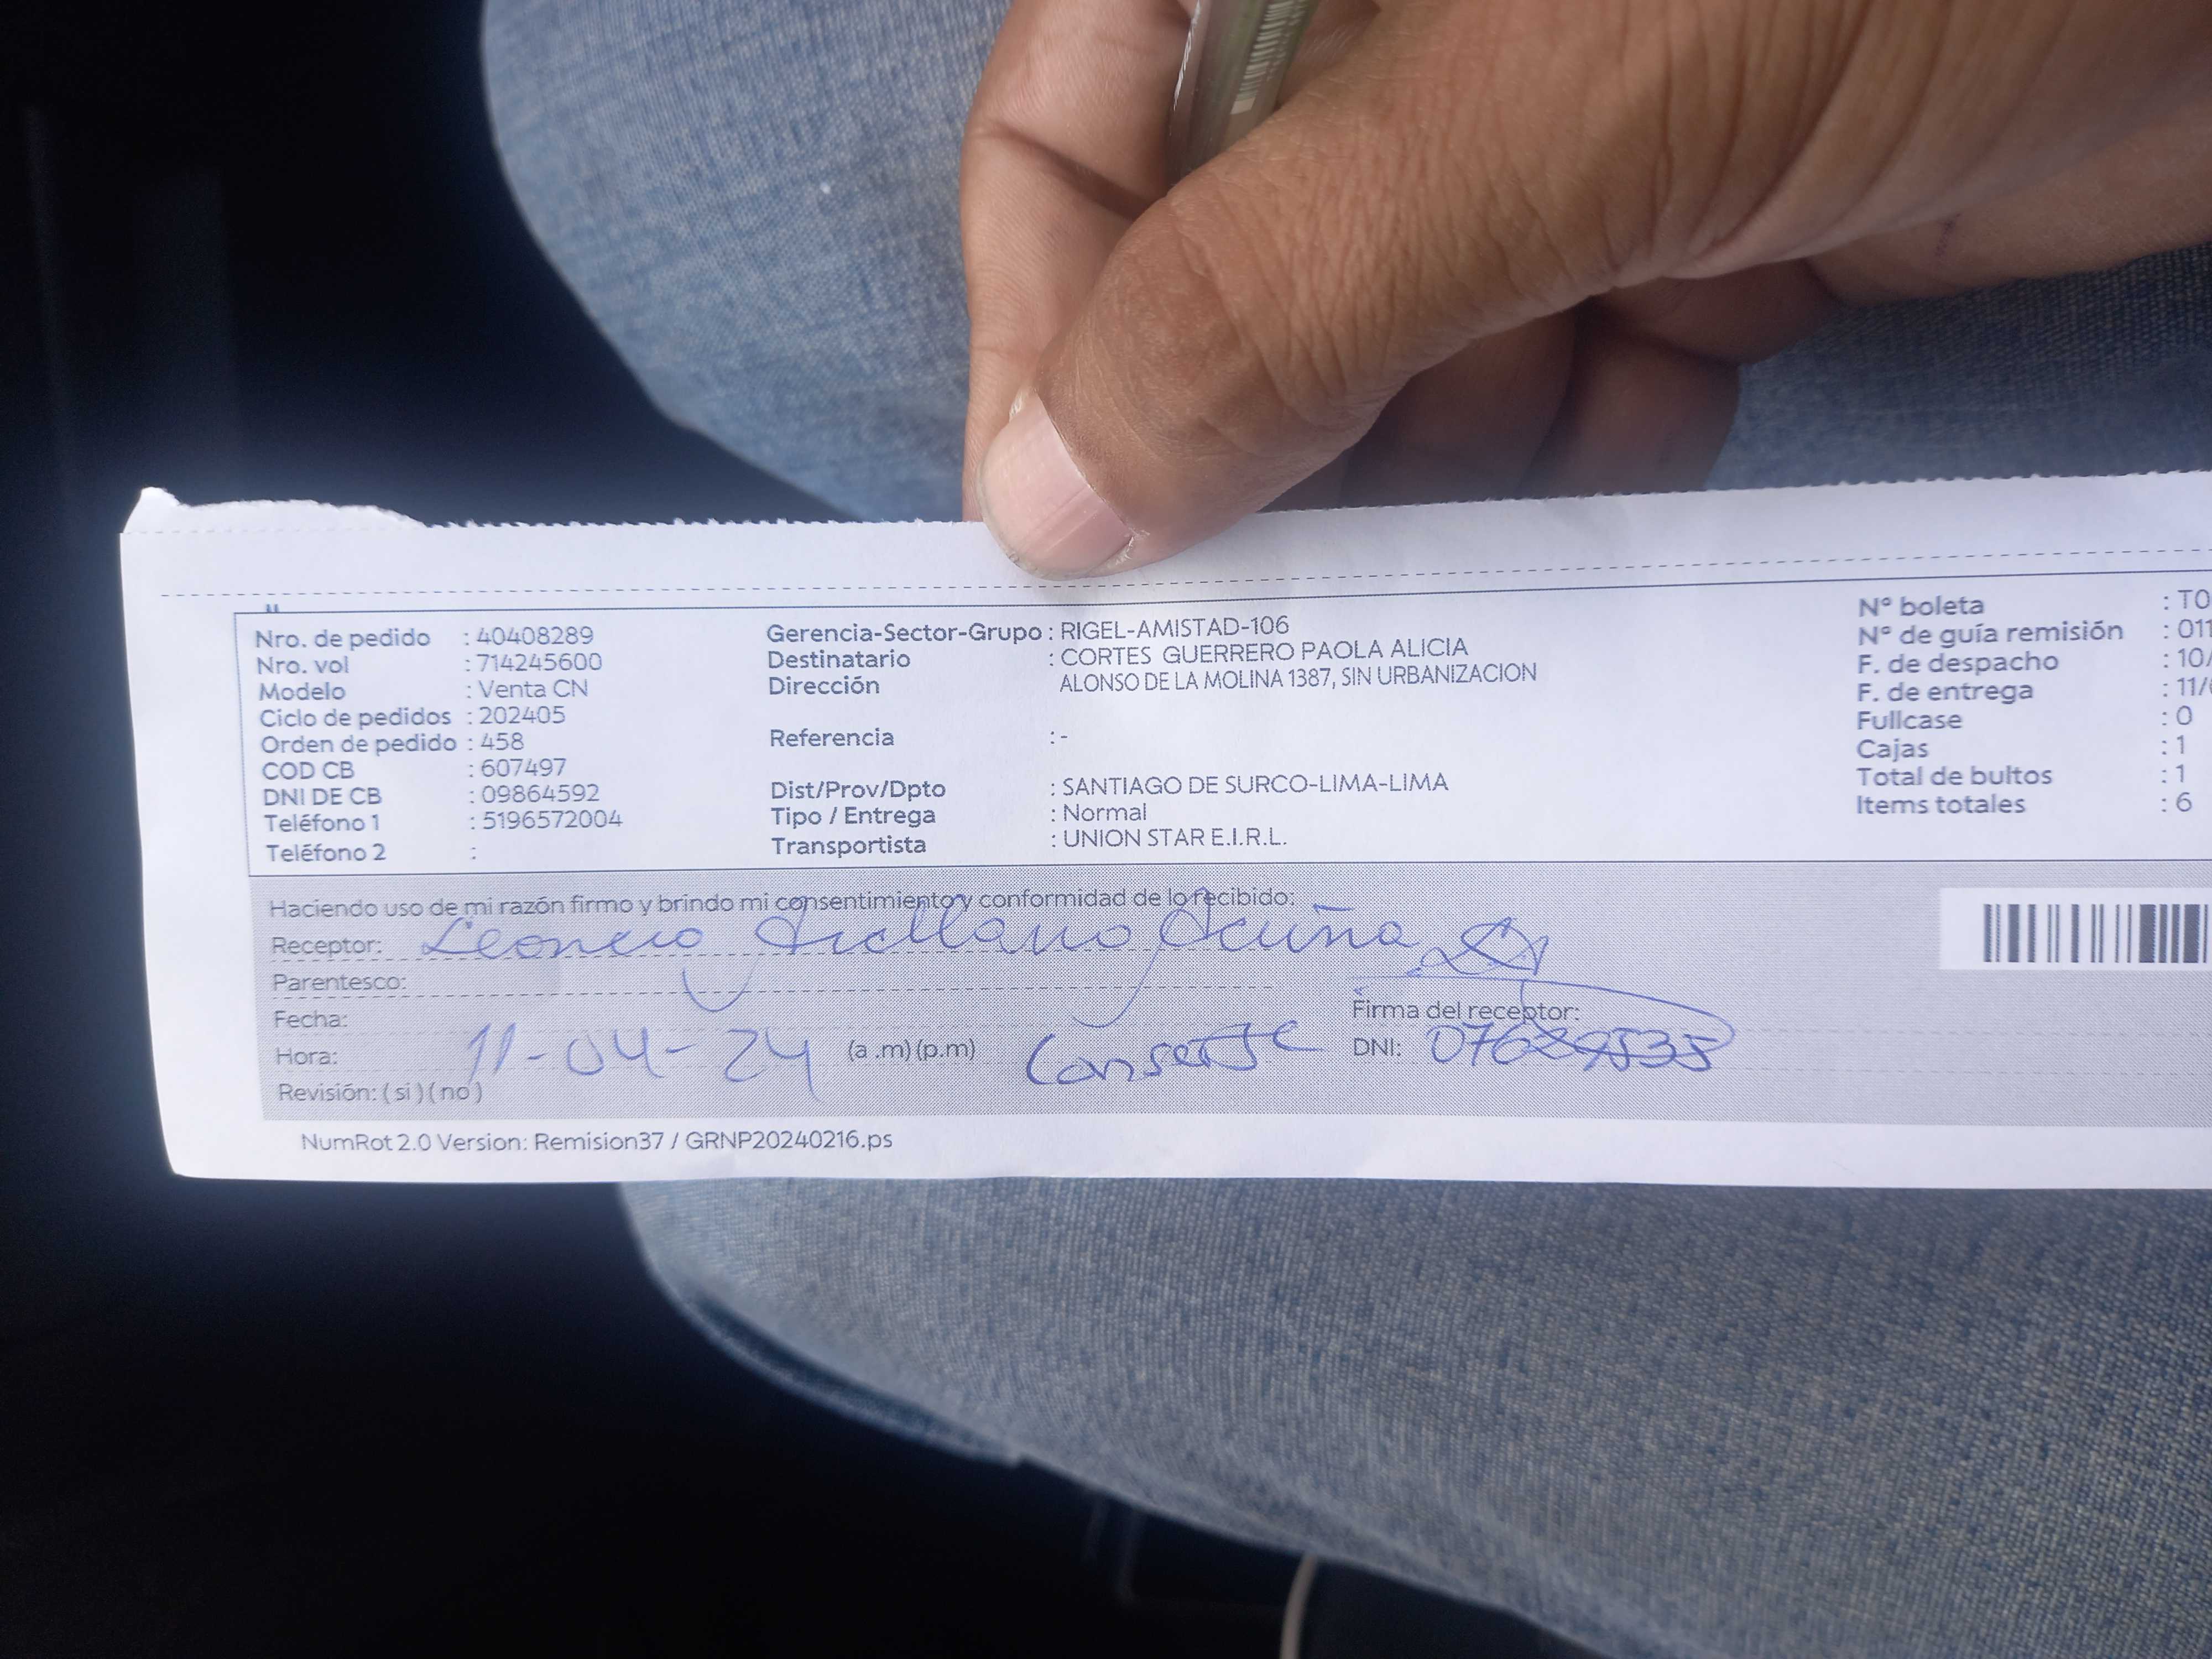 Nro. de pedido : 40408289
Nro. vol : 714245600
Modelo : Venta CN
Ciclo de pedidos : 202405
Orden de pedido : 458
COD CB : 607497
DNI DE CB : 09864592
Teléfono 1 : 5196572004
Teléfono 2 :
Gerencia-Sector-Grupo : RIGEL-AMISTAD-106
Destinatario : CORTES GUERRERO PAOLA ALICIA
Dirección ALONSO DE LA MOLINA 1387, SIN URBANIZACION
Referencia : -
Dist/Prov/Dpto : SANTIAGO DE SURCO-LIMA-LIMA
Tipo / Entrega : Normal
Transportista : UNION STAR E.I.R.L.
Nº boleta : T0
Nº de guía remisión : 011
F. de despacho : 10/
F. de entrega : 11/
Fullcase : 0
Cajas : 1
Total de bultos : 1
Items totales : 6
Haciendo uso de mi razón firmo y brindo mi consentimiento y conformidad de lo recibido:
Receptor: Leoncio Arellano Acuña
Parentesco:
Fecha:
Firma del receptor:
Hora: 11-04-24 (a .m) (p.m) Conserje DNI: 07689535
Revisión: ( si ) ( no )
NumRot 2.0 Version: Remision37 / GRNP20240216.ps